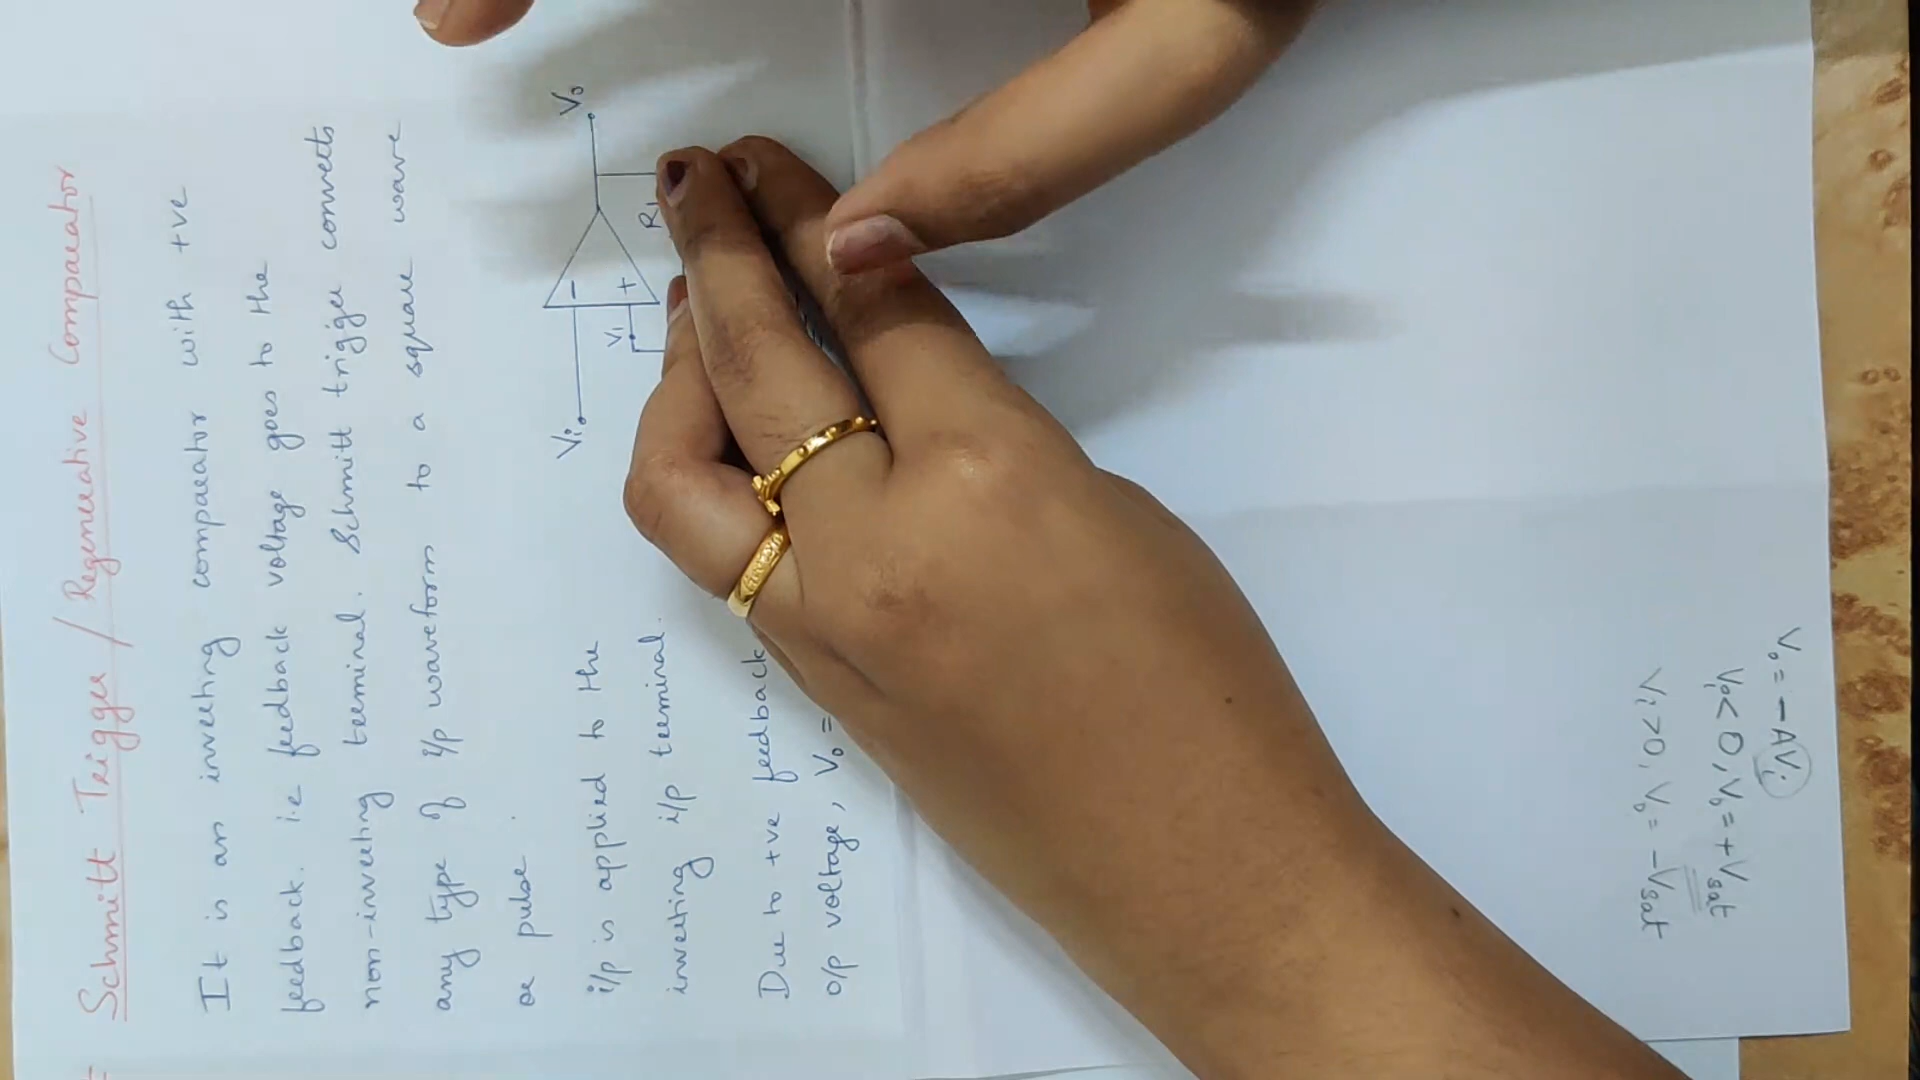 Schmitt Trigger / Regenerative Comparator
It is an inverting comparator with +ve
feedback. i.e feedback voltage goes to the
non-inverting terminal. Schmitt trigger converts
any type of i/p waveform to a square wave
or pulse.
i/p is applied to the
inverting i/p terminal.
Due to +ve feedback
o/p voltage, V₀ =
Vi
−
+
V₁
R₁
V₀
V₀ = − AVi
Vi < 0, V₀ = + Vsat
Vi > 0, V₀ = − Vsat